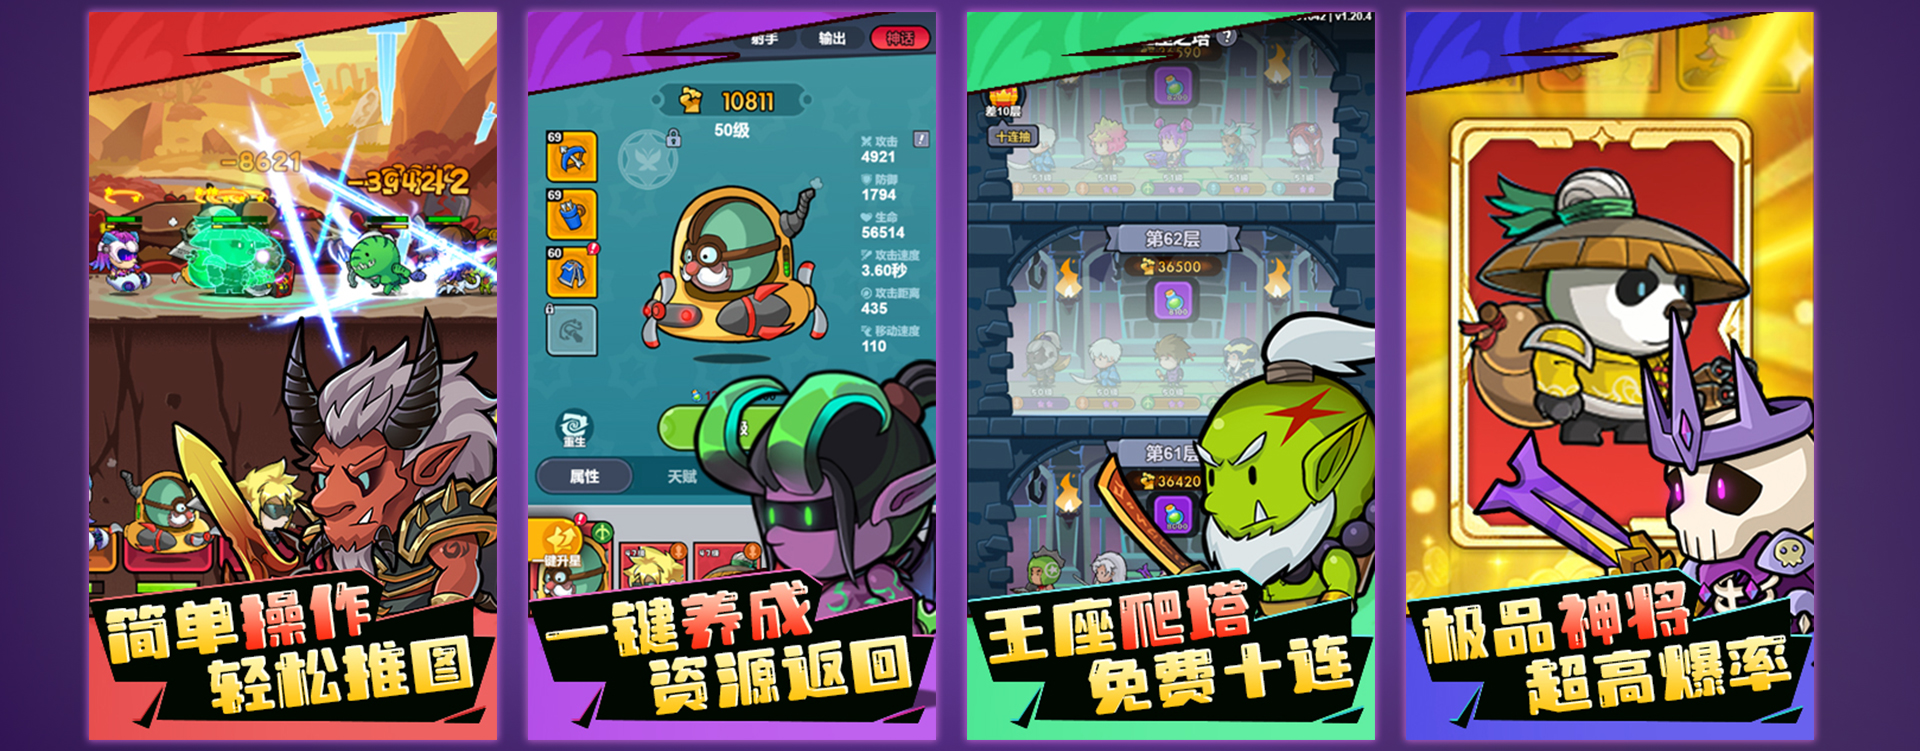 -8621
简单操作
轻松推图
射手
输出
神话
10811
50级
69
69
60
攻击
4921
防御
1794
生命
56514
攻击速度
3.60秒
攻击距离
435
移动速度
110
重生
属性
天赋
一键升星
一键养成
资源返回
v1.20.4
差10层
十连抽
第62层
36500
第61层
36420
王座爬塔
免费十连
极品神将
超高爆率